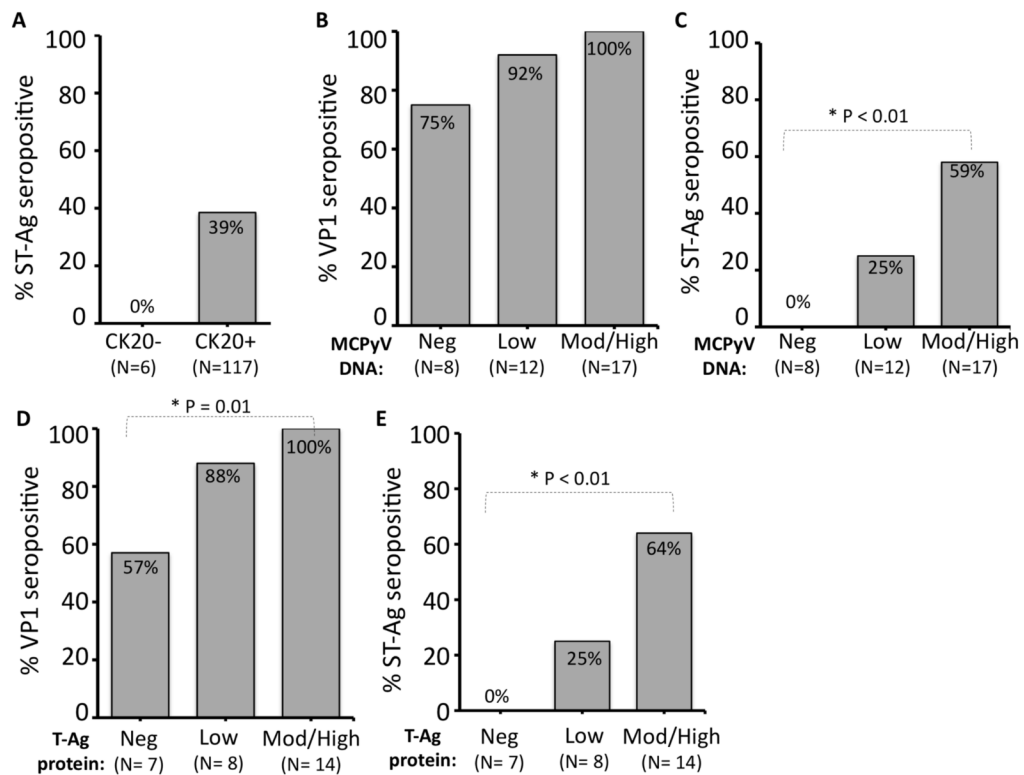 A
% ST-Ag seropositive
100
80
60
40
20
0
0%
39%
CK20- CK20+
(N=6) (N=117)
B
% VP1 seropositive
100
80
60
40
20
0
75%
92%
100%
MCPyV Neg Low Mod/High
DNA: (N=8) (N=12) (N=17)
C
% ST-Ag seropositive
100
80
60
40
20
0
* P < 0.01
0%
25%
59%
MCPyV Neg Low Mod/High
DNA: (N=8) (N=12) (N=17)
D
% VP1 seropositive
100
80
60
40
20
0
* P = 0.01
57%
88%
100%
T-Ag Neg Low Mod/High
protein: (N= 7) (N= 8) (N= 14)
E
% ST-Ag seropositive
100
80
60
40
20
0
* P < 0.01
0%
25%
64%
T-Ag Neg Low Mod/High
protein: (N= 7) (N= 8) (N= 14)